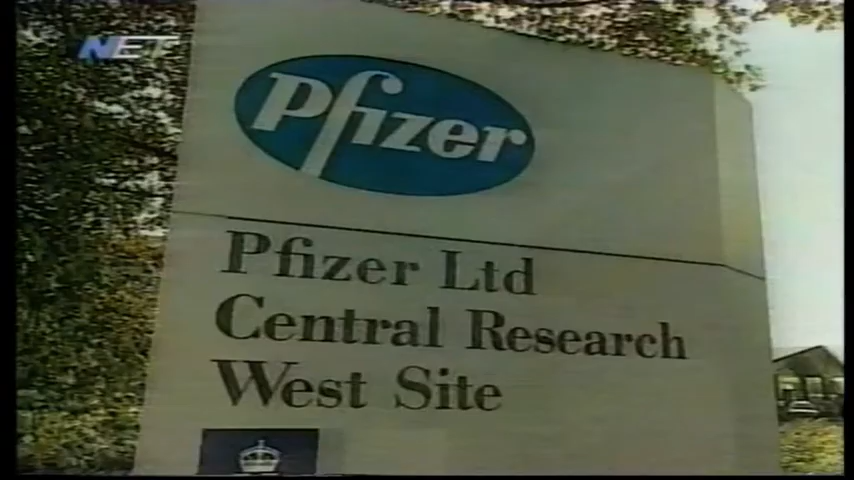 NET
Pfizer
Pfizer Ltd
Central Research
West Site